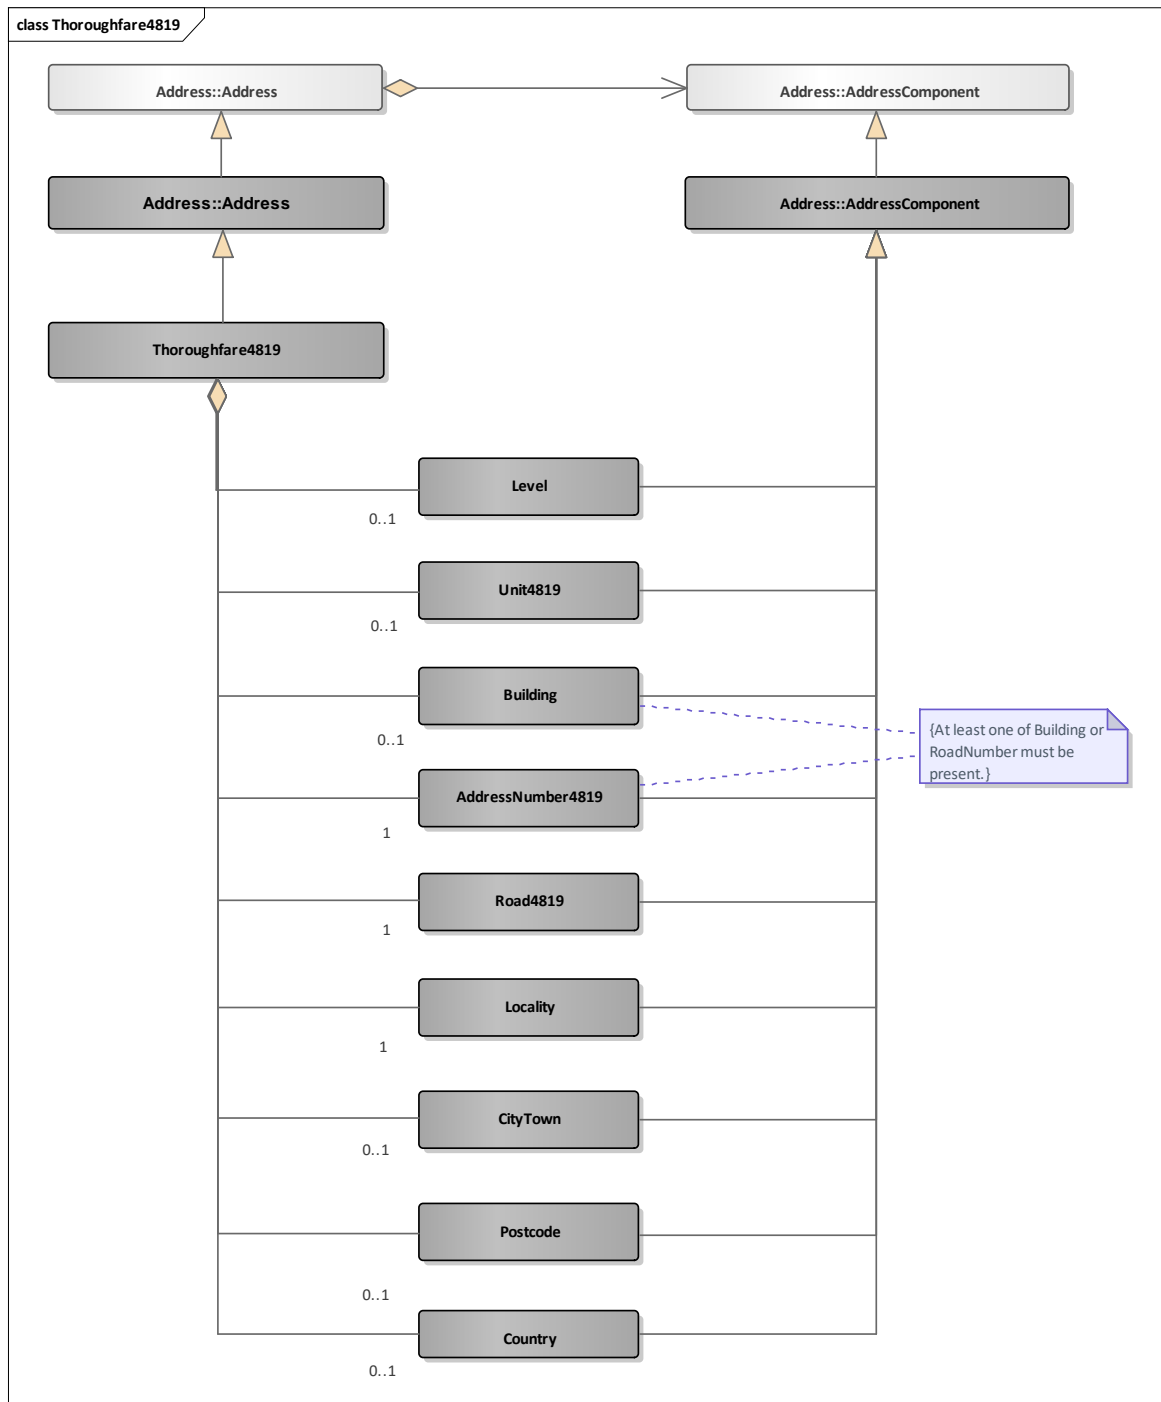 class Thoroughfare4819
Address::Address
Address::AddressComponent
Address::Address
Address::AddressComponent
Thoroughfare4819
Level
0..1
Unit4819
0..1
Building
0..1
{At least one of Building or
RoadNumber must be
present.}
AddressNumber4819
1
Road4819
1
Locality
1
CityTown
0..1
Postcode
0..1
Country
0..1